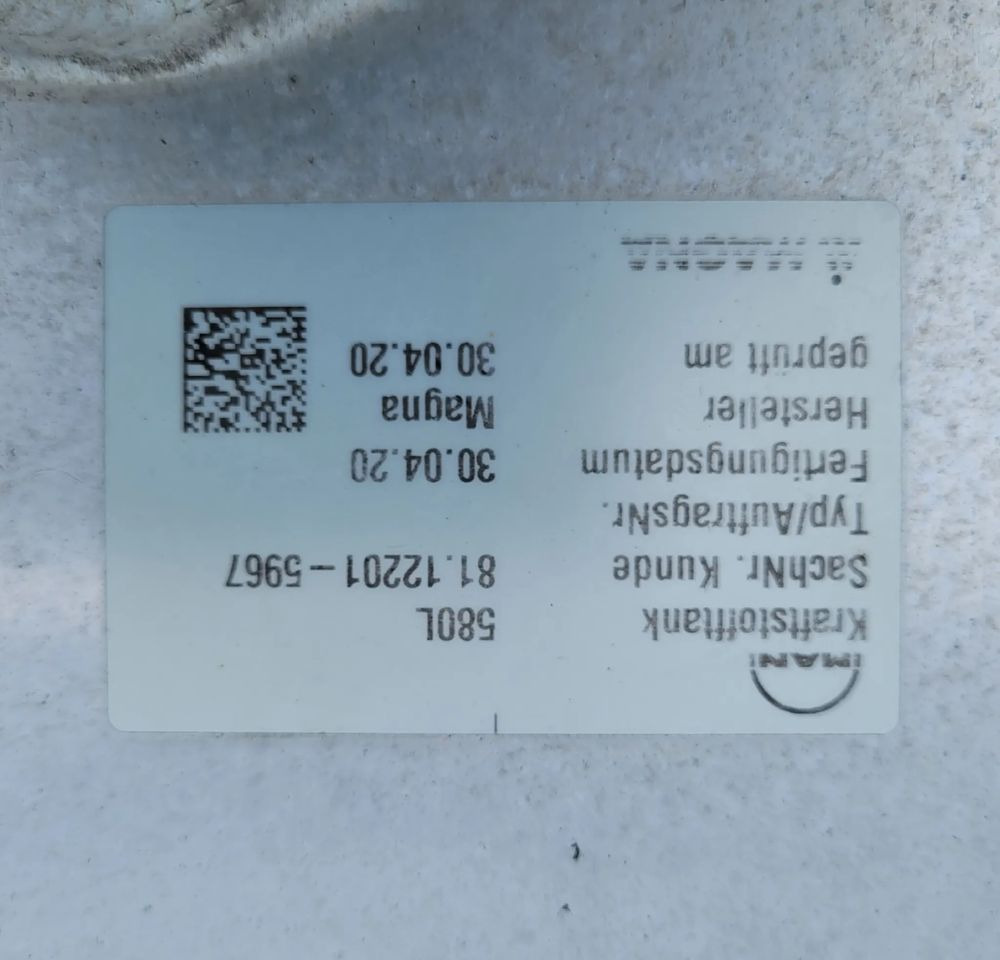 MAN
Kraftstofftank 580L
SachNr. Kunde 81.12201-5967
Typ/AuftragsNr.
Fertigungsdatum 30.04.20
Hersteller Magna
geprüft am 30.04.20
MAGNA